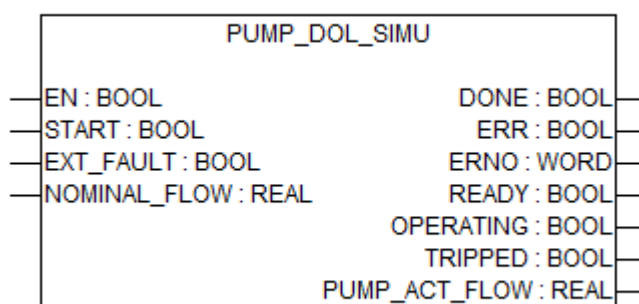 PUMP_DOL_SIMU
EN : BOOL DONE : BOOL
START : BOOL ERR : BOOL
EXT_FAULT : BOOL ERNO : WORD
NOMINAL_FLOW : REAL READY : BOOL
OPERATING : BOOL
TRIPPED : BOOL
PUMP_ACT_FLOW : REAL